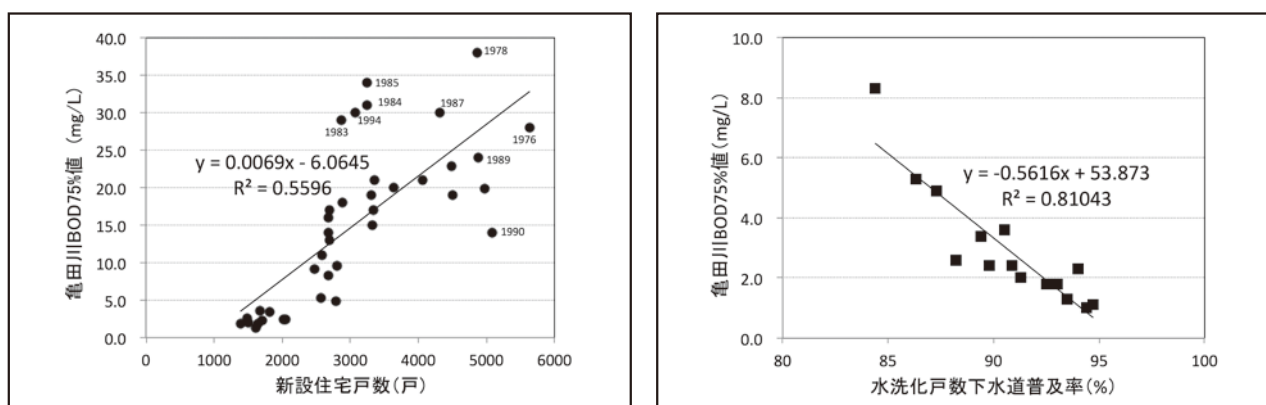 亀田川BOD75%値 (mg/L)
40.0
35.0
30.0
25.0
20.0
15.0
10.0
5.0
0.0
1978
1985
1984
1987
1994
1983
1976
1989
1990
y = 0.0069x - 6.0645
R² = 0.5596
0 1000 2000 3000 4000 5000 6000
新設住宅戸数(戸)
亀田川BOD75%値(mg/L)
10.0
8.0
6.0
4.0
2.0
0.0
y = -0.5616x + 53.873
R² = 0.81043
80 85 90 95 100
水洗化戸数下水道普及率(%)